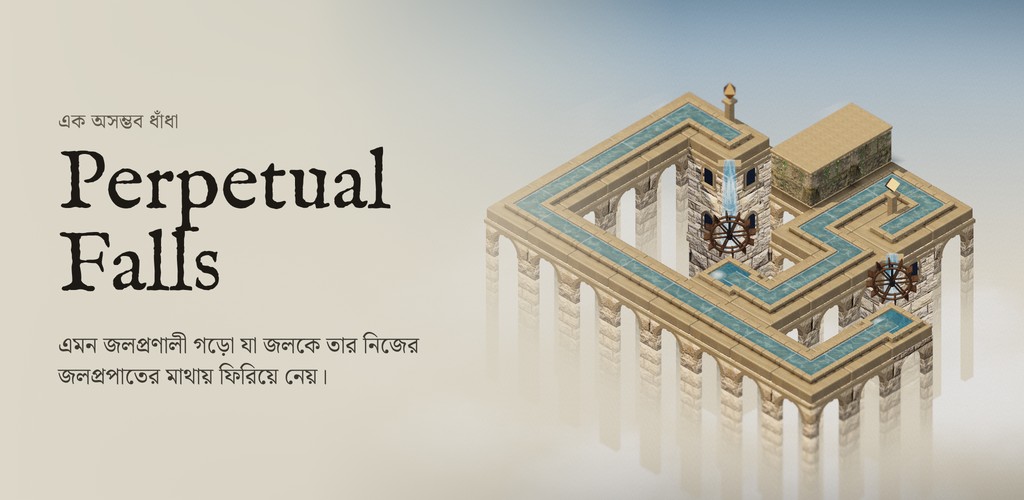 এক অসম্ভব ধাঁধা
Perpetual
Falls
এমন জলপ্রণালী গড়ো যা জলকে তার নিজের
জলপ্রপাতের মাথায় ফিরিয়ে নেয়।